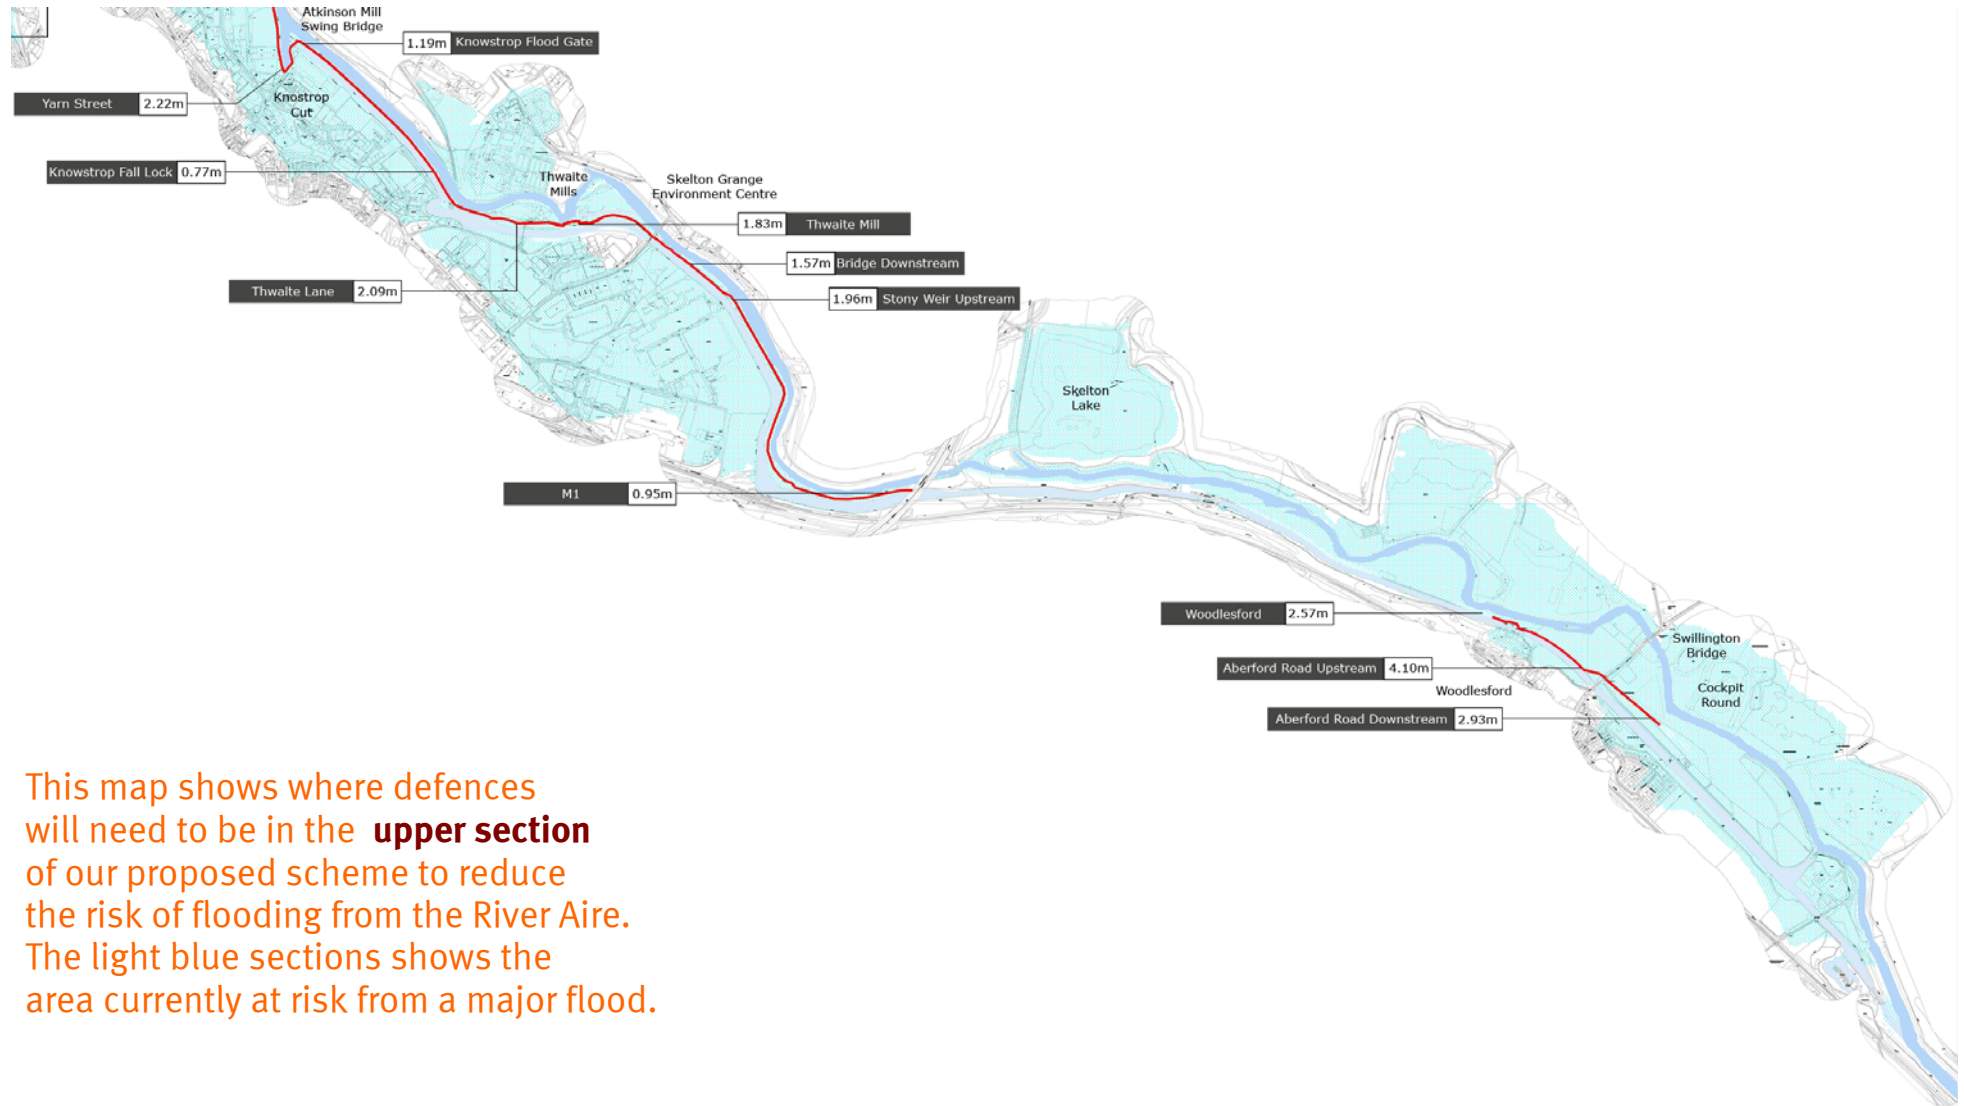 Atkinson Mill
Swing Bridge
1.19m Knowstrop Flood Gate
Yarn Street 2.22m
Knostrop
Cut
Knowstrop Fall Lock 0.77m
Thwaite
Mills
Skelton Grange
Environment Centre
1.83m Thwaite Mill
1.57m Bridge Downstream
Thwaite Lane 2.09m
1.96m Stony Weir Upstream
Skelton
Lake
M1 0.95m
Woodlesford 2.57m
Swillington
Bridge
Aberford Road Upstream 4.10m
Woodlesford
Cockpit
Round
Aberford Road Downstream 2.93m
This map shows where defences
will need to be in the upper section
of our proposed scheme to reduce
the risk of flooding from the River Aire.
The light blue sections shows the
area currently at risk from a major flood.